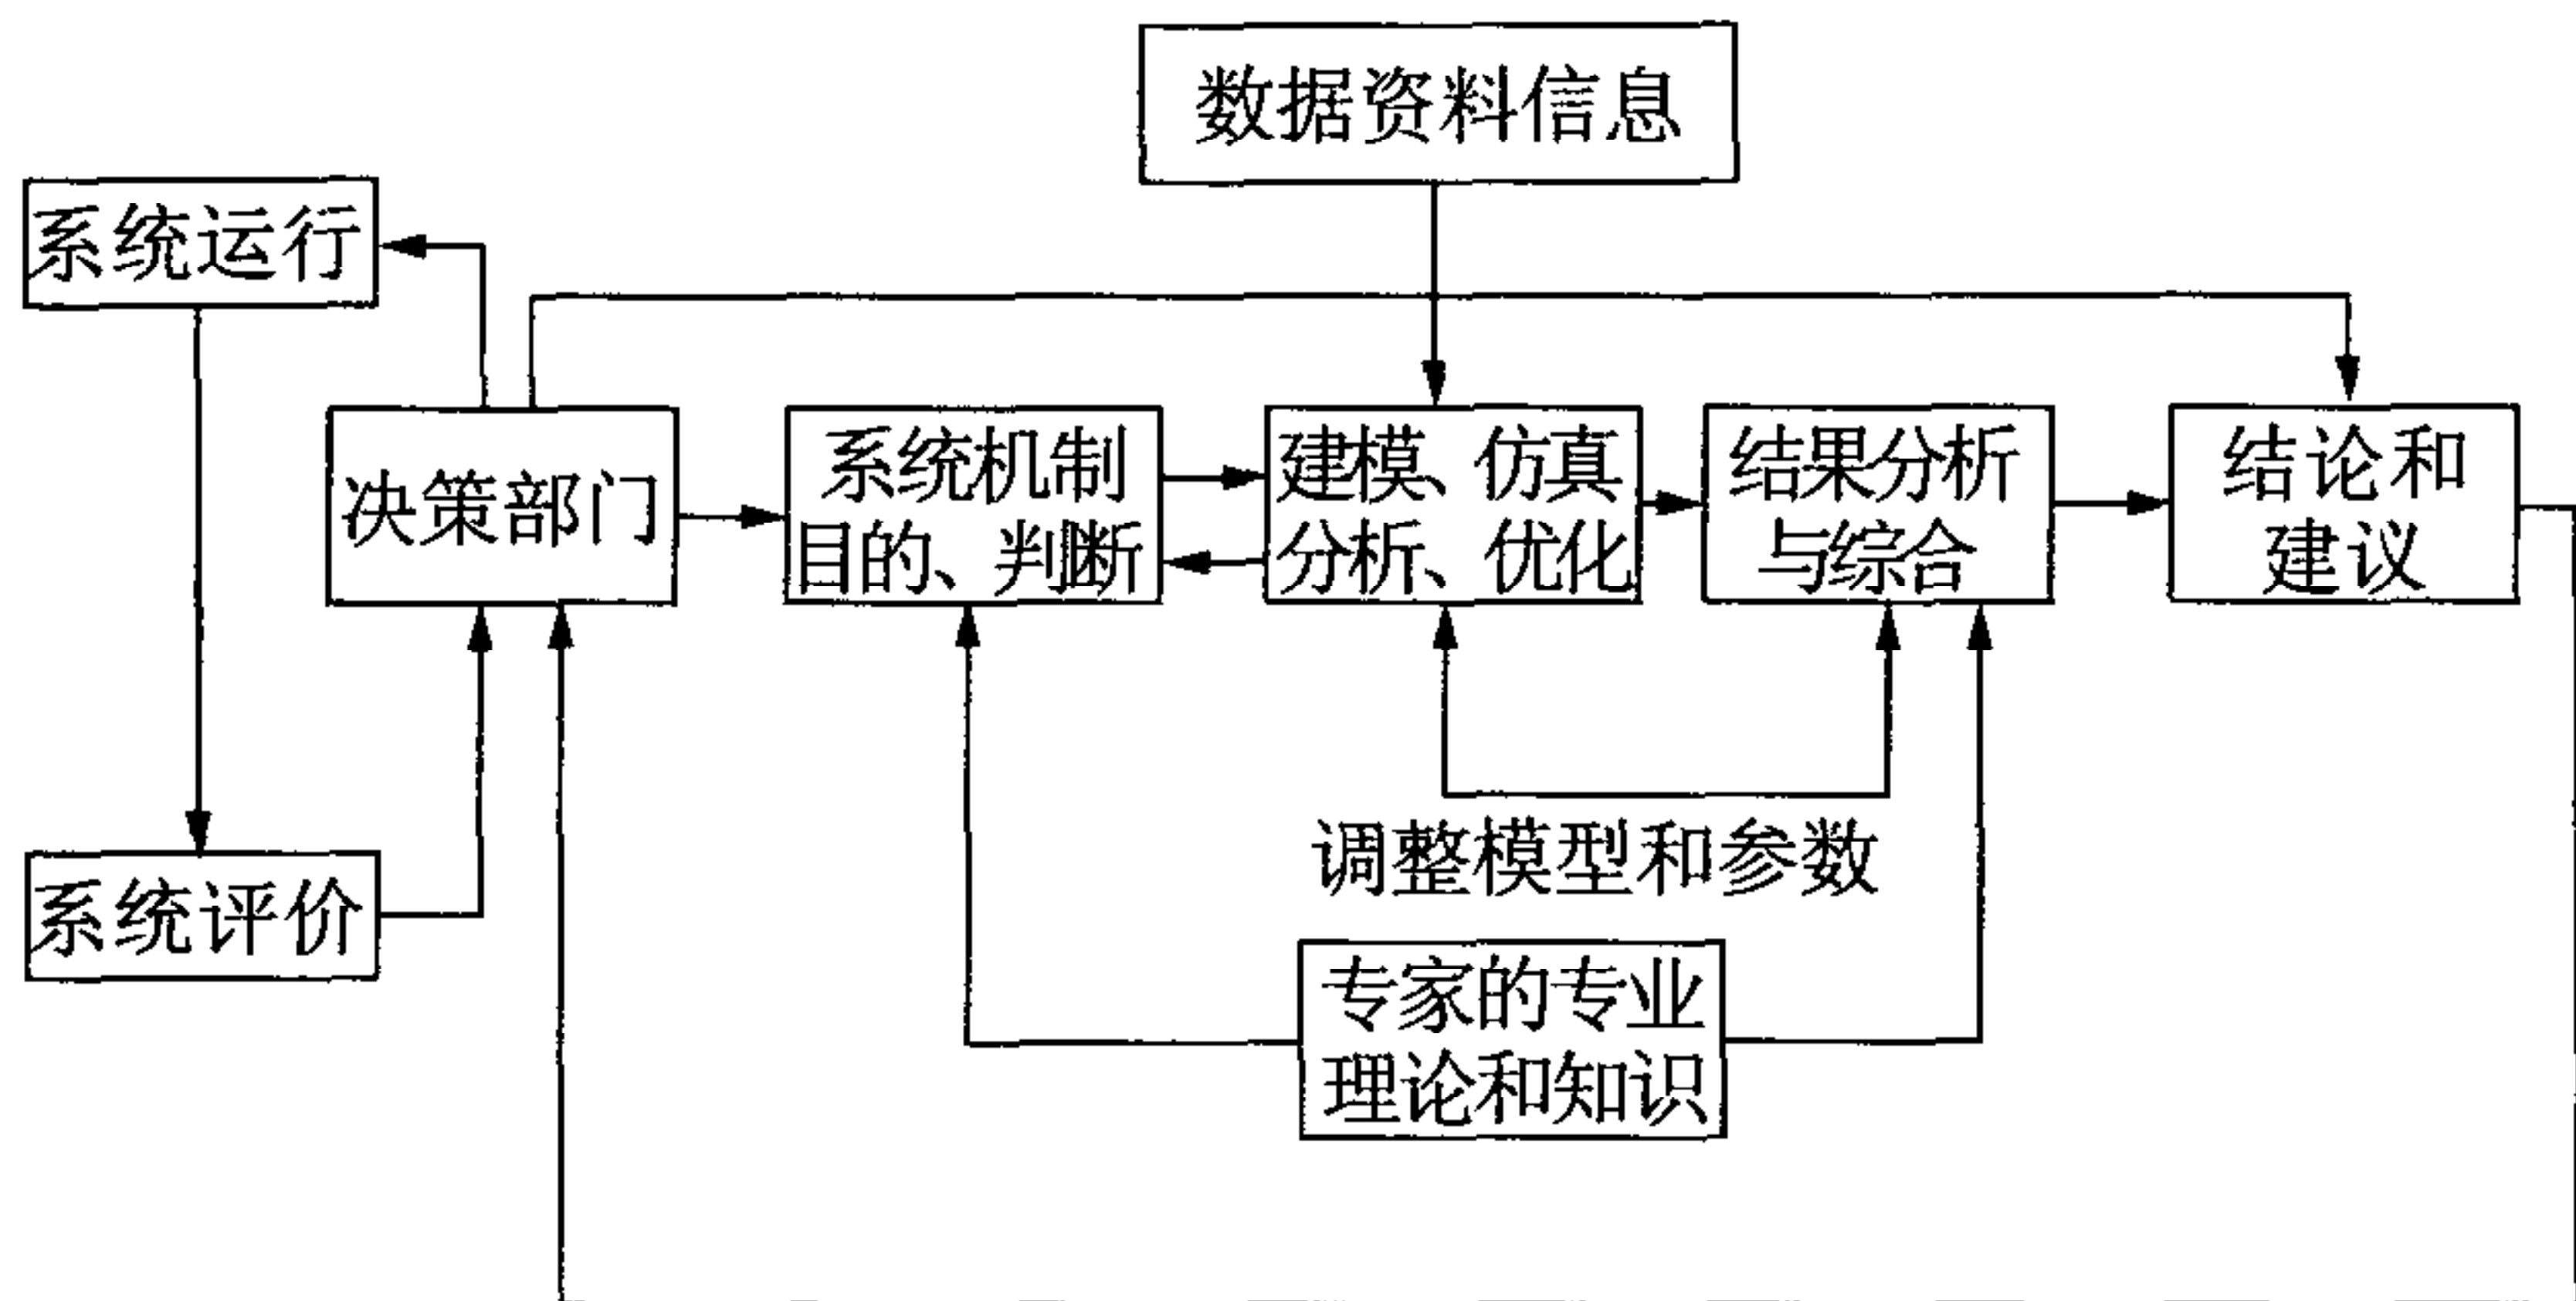 数据资料信息
系统运行
决策部门
系统机制
目的、判断
建模、仿真
分析、优化
结果分析
与综合
结论和
建议
调整模型和参数
系统评价
专家的专业
理论和知识